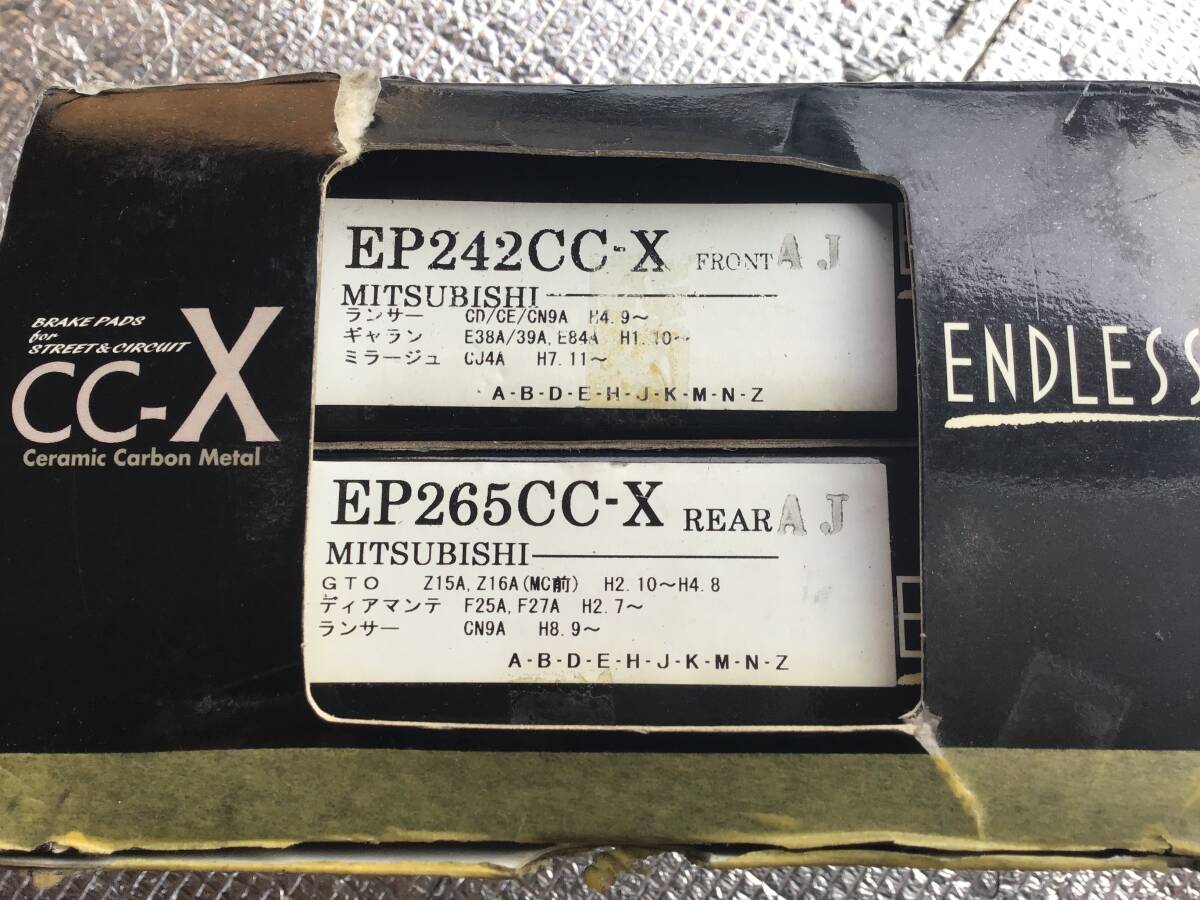 BRAKE PADS
for
STREET & CIRCUIT
CC-X
Ceramic Carbon Metal
EP242CC-X FRONT AJ
MITSUBISHI
ランサー CD/CE/CN9A H4.9～
ギャラン E38A/39A, E84A H1.10～
ミラージュ CJ4A H7.11～
A-B-D-E-H-J-K-M-N-Z
EP265CC-X REAR AJ
MITSUBISHI
GTO Z15A, Z16A(MC前) H2.10～H4.8
ディアマンテ F25A, F27A H2.7～
ランサー CN9A H8.9～
A-B-D-E-H-J-K-M-N-Z
ENDLESS